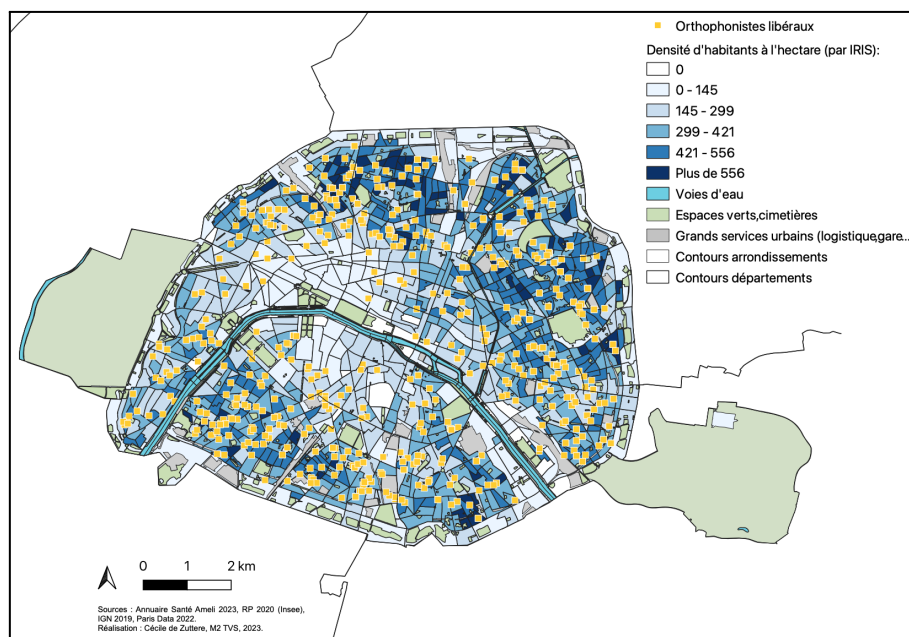 Orthophonistes libéraux
Densité d'habitants à l'hectare (par IRIS):
0
0 - 145
145 - 299
299 - 421
421 - 556
Plus de 556
Voies d'eau
Espaces verts,cimetières
Grands services urbains (logistique,gare...
Contours arrondissements
Contours départements
0 1 2 km
Sources : Annuaire Santé Ameli 2023, RP 2020 (Insee),
IGN 2019, Paris Data 2022.
Réalisation : Cécile de Zuttere, M2 TVS, 2023.